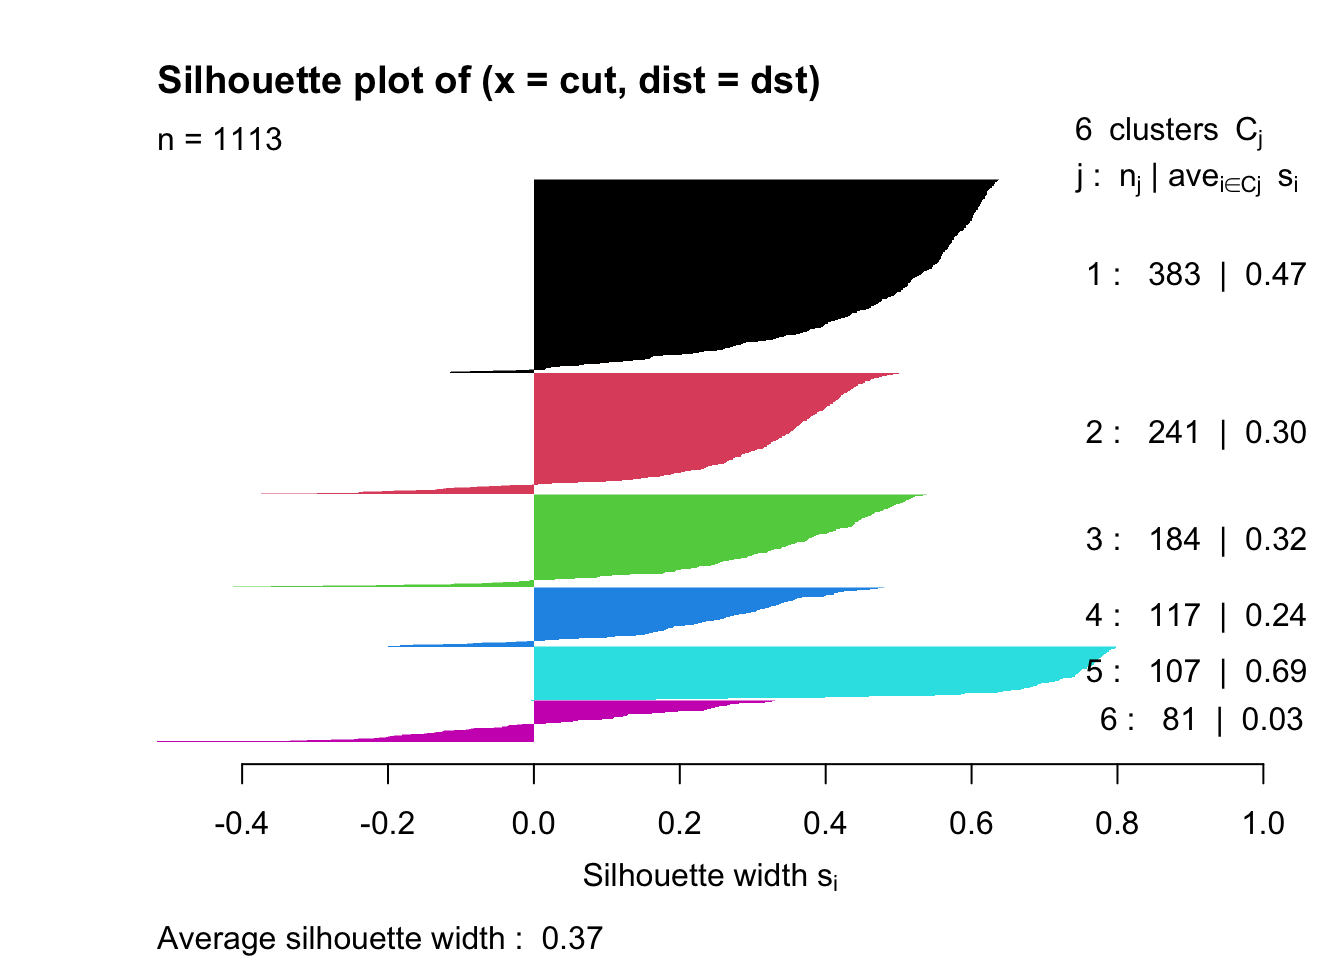 Silhouette plot of (x = cut, dist = dst)
n = 1113
6 clusters Cj
j : nj | avei∈Cj si
1 : 383 | 0.47
2 : 241 | 0.30
3 : 184 | 0.32
4 : 117 | 0.24
5 : 107 | 0.69
6 : 81 | 0.03
-0.4 -0.2 0.0 0.2 0.4 0.6 0.8 1.0
Silhouette width si
Average silhouette width : 0.37